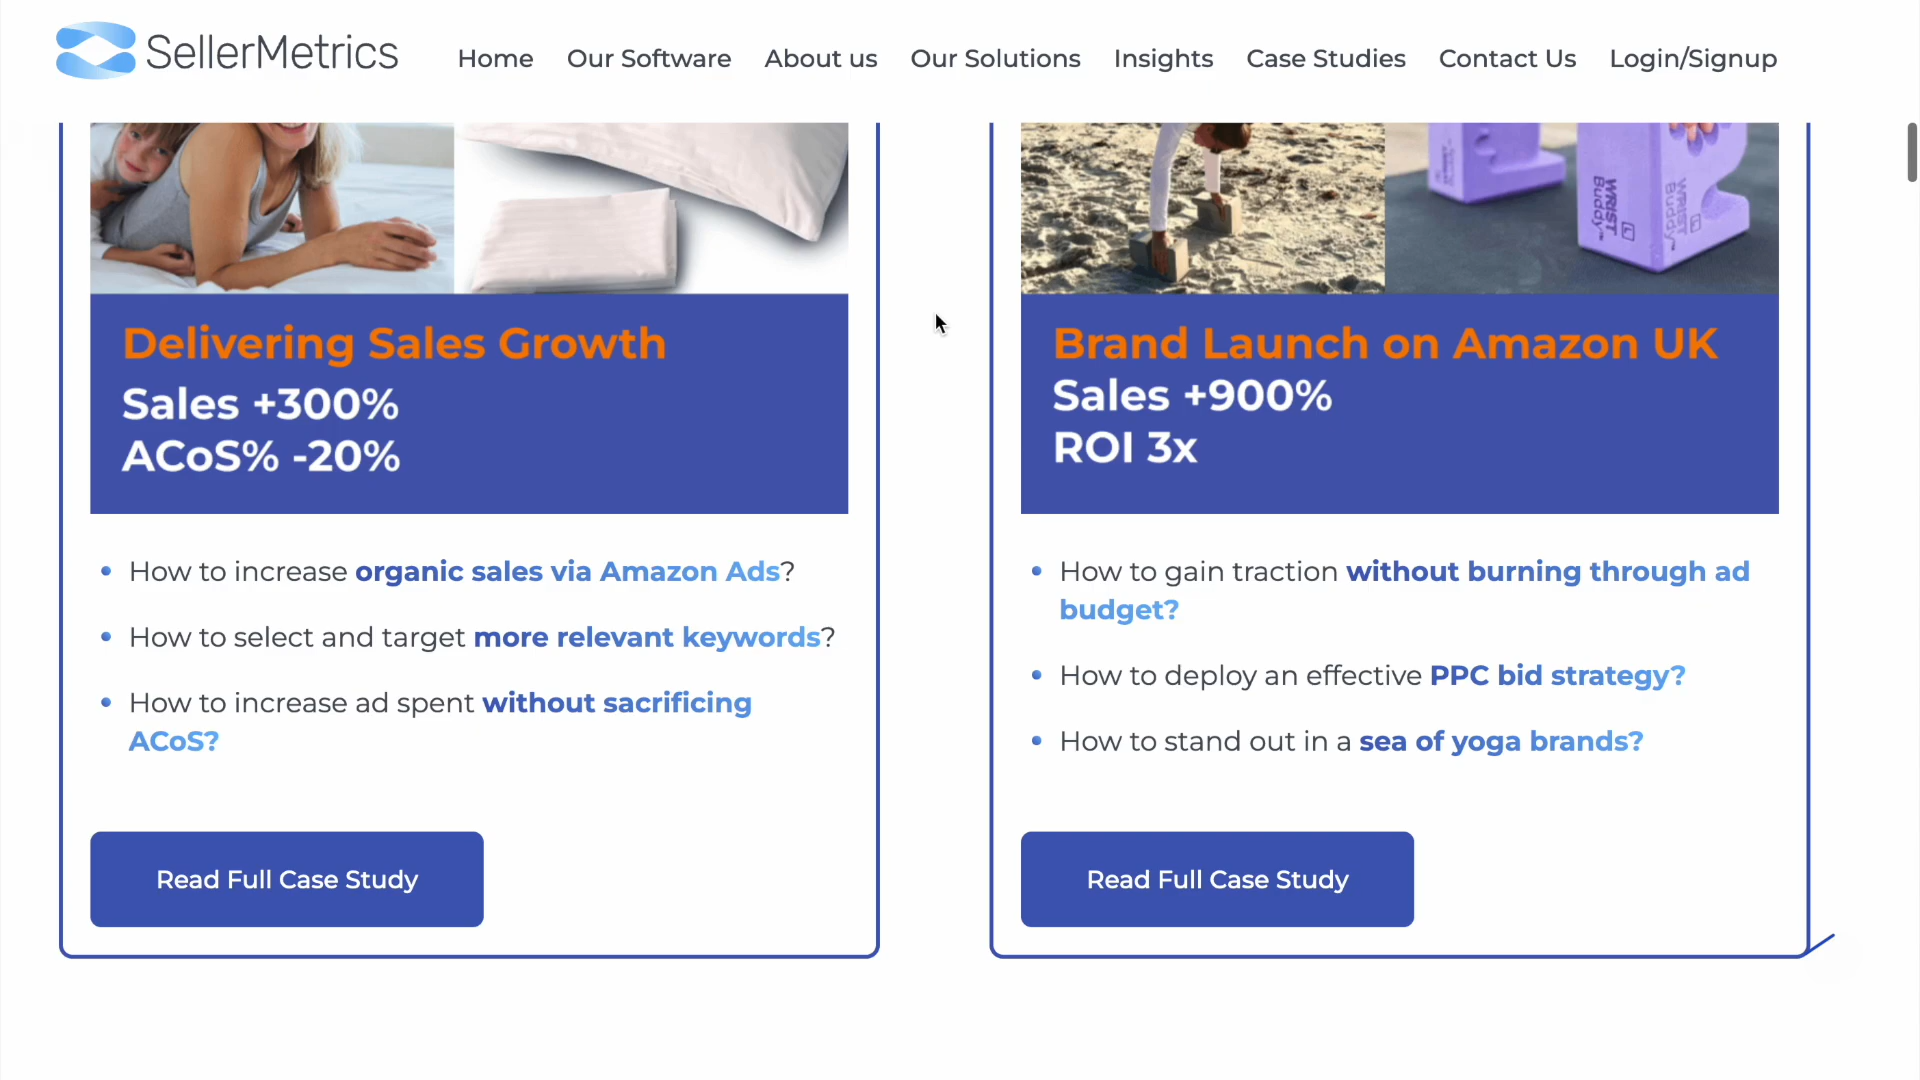 SellerMetrics
Home Our Software About us Our Solutions Insights Case Studies Contact Us Login/Signup
Delivering Sales Growth
Sales +300%
ACoS% -20%
How to increase organic sales via Amazon Ads?
How to select and target more relevant keywords?
How to increase ad spent without sacrificing
ACoS?
Read Full Case Study
WRIST
Buddy™
L
WRIST
Buddy™
L
Brand Launch on Amazon UK
Sales +900%
ROI 3x
How to gain traction without burning through ad
budget?
How to deploy an effective PPC bid strategy?
How to stand out in a sea of yoga brands?
Read Full Case Study